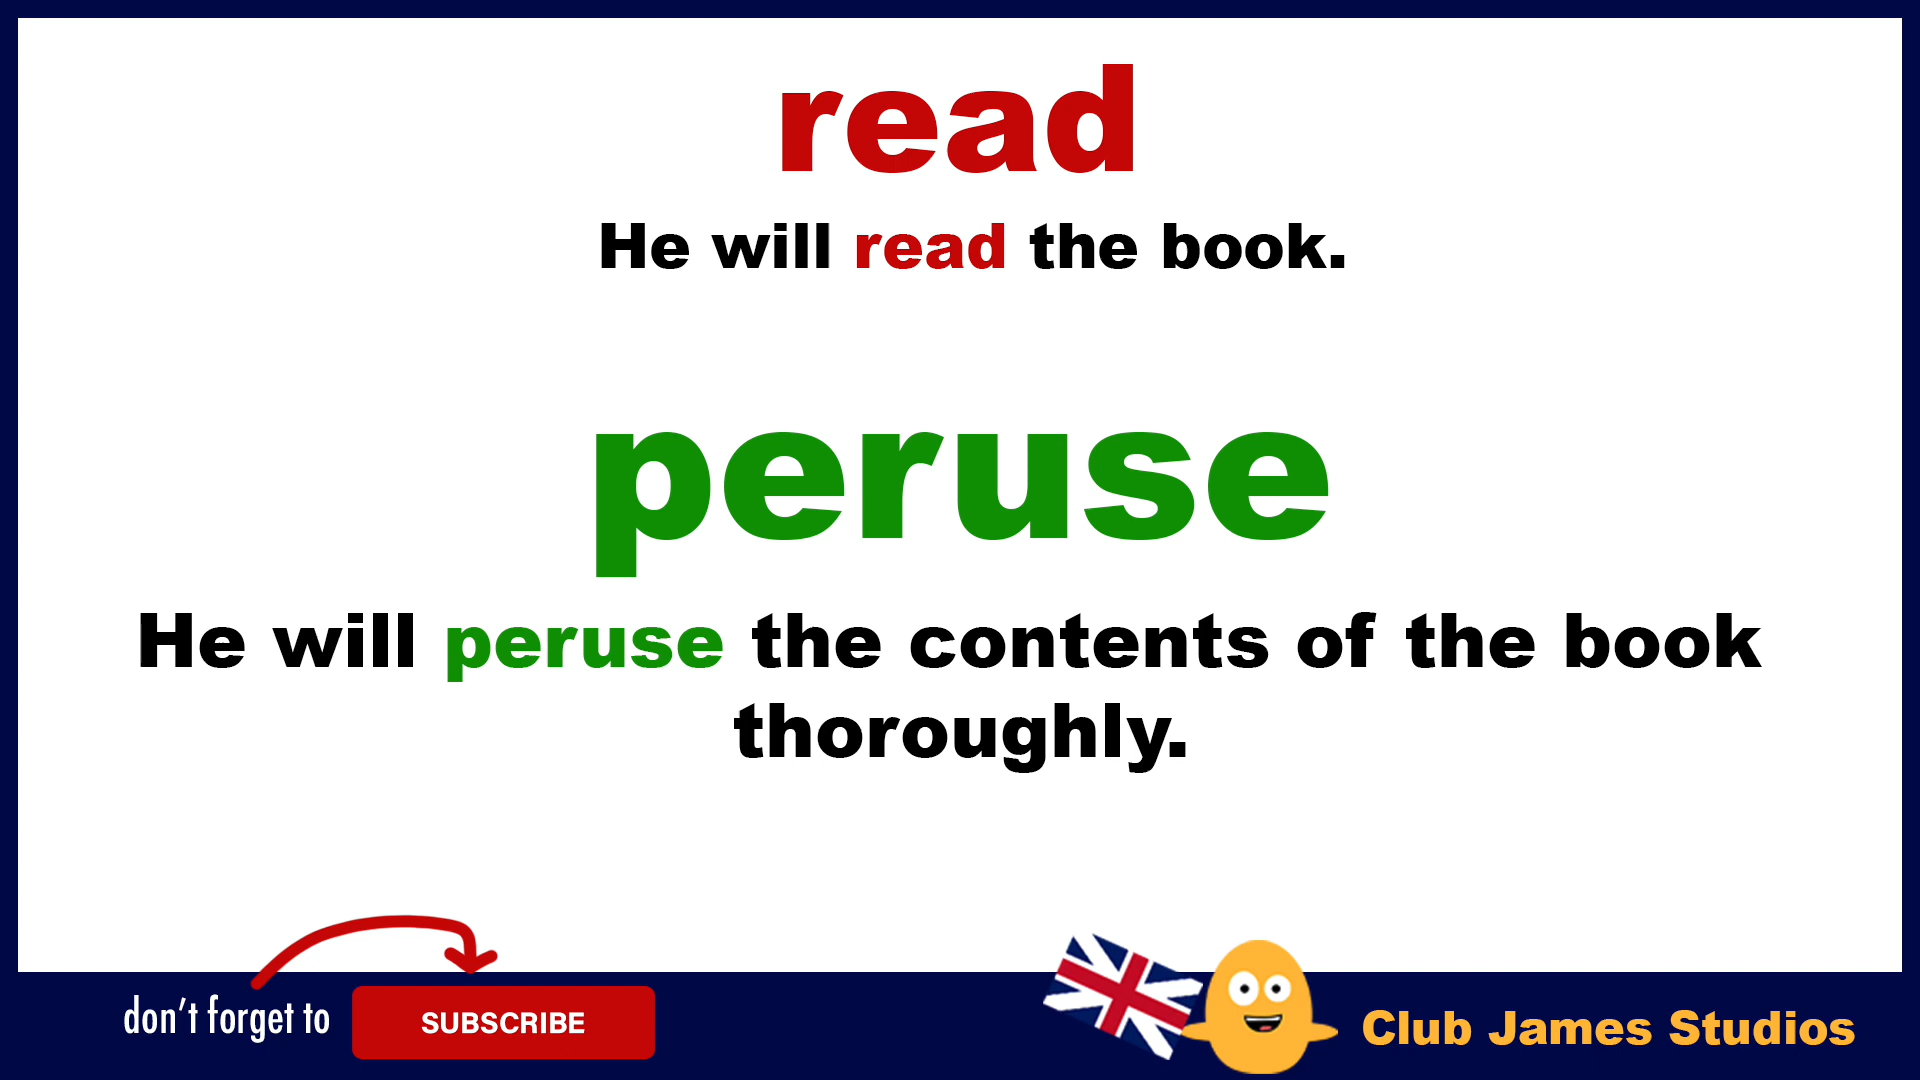 read
He will read the book.
peruse
He will peruse the contents of the book
thoroughly.
don't forget to
SUBSCRIBE
Club James Studios